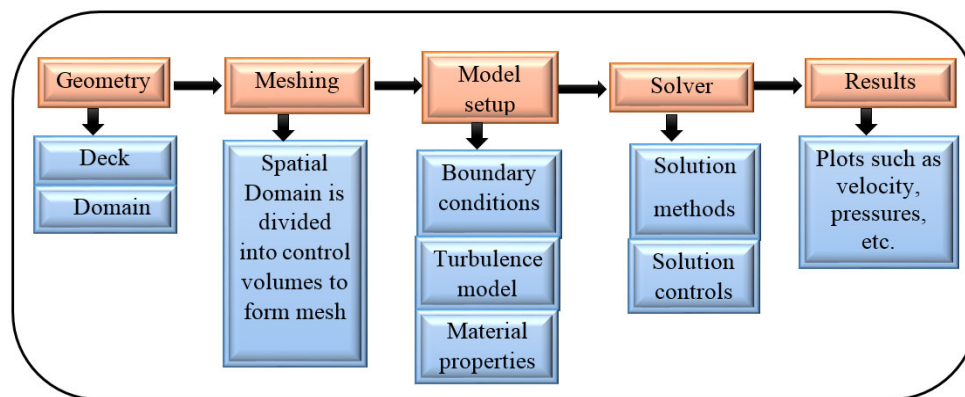 Geometry
Meshing
Model
setup
Solver
Results
Deck
Domain
Spatial
Domain is
divided
into control
volumes to
form mesh
Boundary
conditions
Turbulence
model
Material
properties
Solution
methods
Solution
controls
Plots such as
velocity,
pressures,
etc.